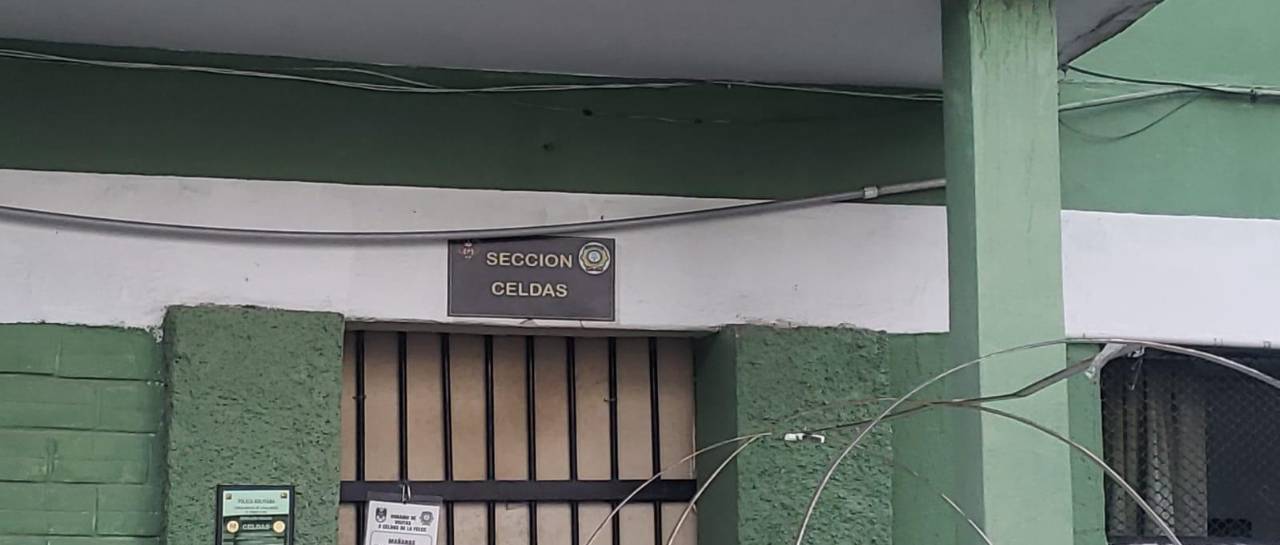 SECCION
CELDAS
POLICIA BOLIVIANA
CELDAS
HORARIO DE
VISITAS
A CELDAS DE LA FELCC
MAÑANAS